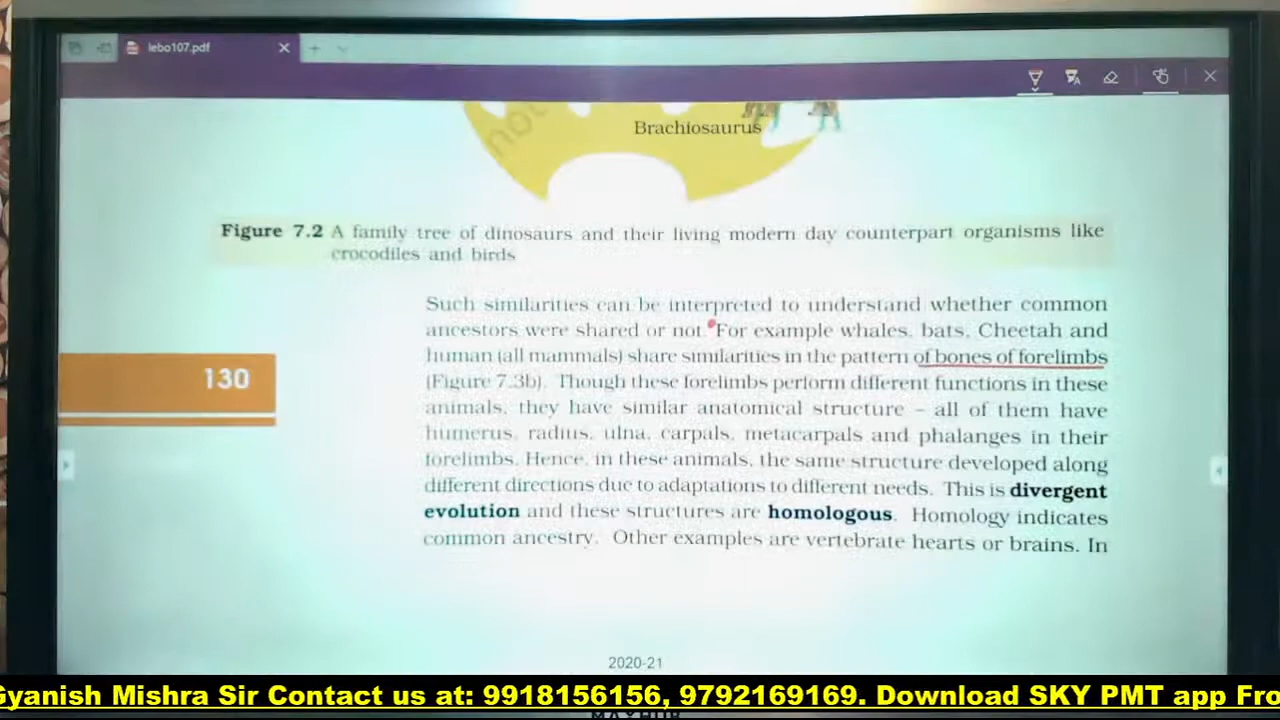 lebo107.pdf
not
Brachiosaurus
Figure 7.2 A family tree of dinosaurs and their living modern day counterpart organisms like
crocodiles and birds
Such similarities can be interpreted to understand whether common
ancestors were shared or not. For example whales, bats, Cheetah and
human (all mammals) share similarities in the pattern of bones of forelimbs
130
(Figure 7.3b). Though these forelimbs perform different functions in these
animals, they have similar anatomical structure – all of them have
humerus, radius, ulna, carpals, metacarpals and phalanges in their
forelimbs. Hence, in these animals, the same structure developed along
different directions due to adaptations to different needs. This is divergent
evolution and these structures are homologous. Homology indicates
common ancestry. Other examples are vertebrate hearts or brains. In
2020-21
Gyanish Mishra Sir Contact us at: 9918156156, 9792169169. Download SKY PMT app Fro
MAXHUB